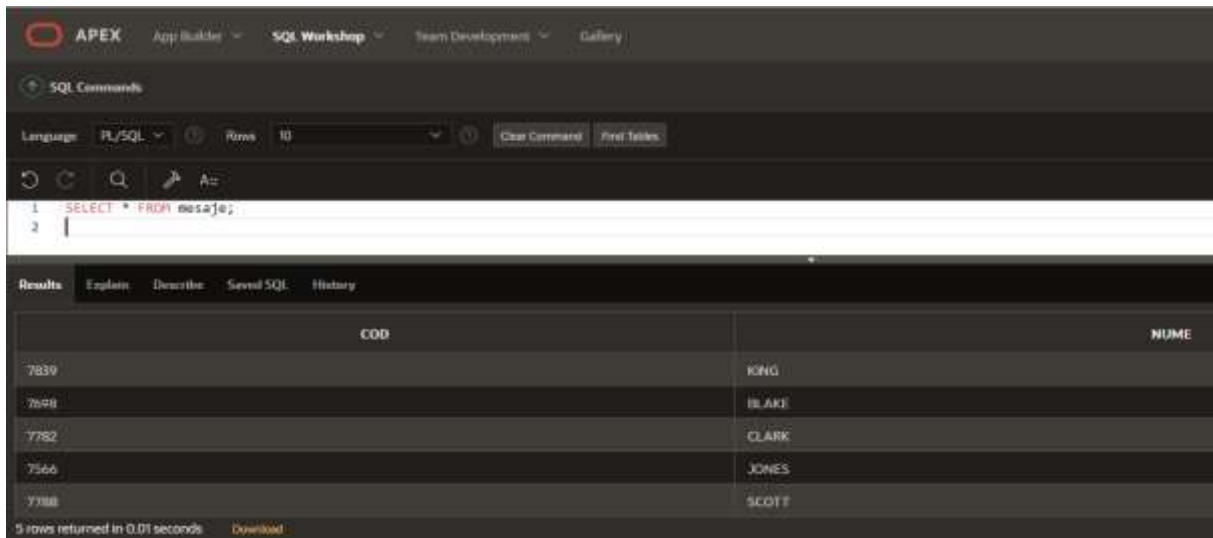 APEX App Builder SQL Workshop Team Development Gallery
SQL Commands
Language PL/SQL Rows 10 Clear Command Find Tables
A::
1 SELECT * FROM mesaje;
2
Results Explain Describe Saved SQL History
COD NUME
7839 KING
7698 BLAKE
7782 CLARK
7566 JONES
7788 SCOTT
5 rows returned in 0.01 seconds Download